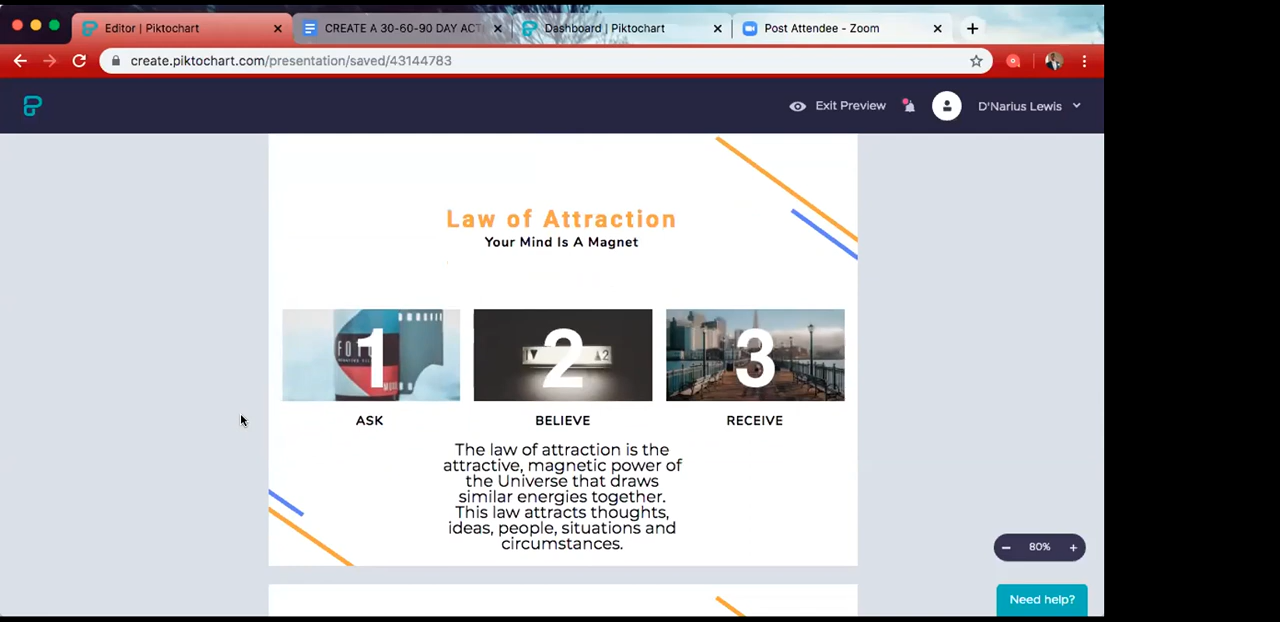 Editor | Piktochart
CREATE A 30-60-90 DAY ACT
Dashboard | Piktochart
Post Attendee - Zoom
create.piktochart.com/presentation/saved/43144783
Exit Preview
D'Narius Lewis
Law of Attraction
Your Mind Is A Magnet
1
2
3
ASK
BELIEVE
RECEIVE
The law of attraction is the
attractive, magnetic power of
the Universe that draws
similar energies together.
This law attracts thoughts,
ideas, people, situations and
circumstances.
80%
Need help?